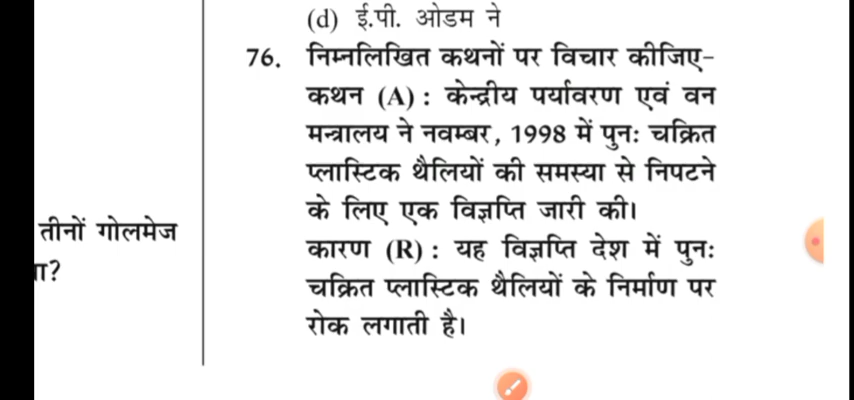 (d) ई.पी. ओडम ने
76. निम्नलिखित कथनों पर विचार कीजिए-
कथन (A) : केन्द्रीय पर्यावरण एवं वन
मन्त्रालय ने नवम्बर, 1998 में पुनः चक्रित
प्लास्टिक थैलियों की समस्या से निपटने
के लिए एक विज्ञप्ति जारी की।
कारण (R) : यह विज्ञप्ति देश में पुनः
चक्रित प्लास्टिक थैलियों के निर्माण पर
रोक लगाती है।
तीनों गोलमेज